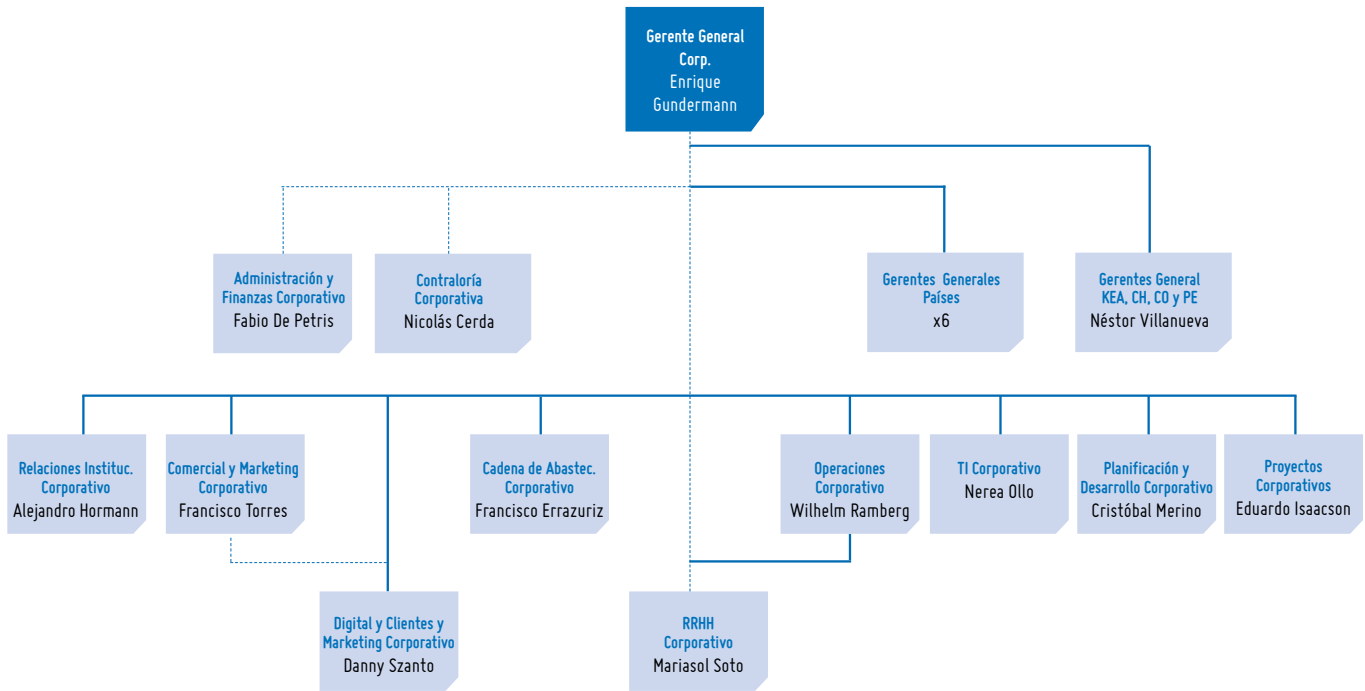 Gerente General
Corp.
Enrique
Gundermann
Administración y
Finanzas Corporativo
Fabio De Petris
Contraloría
Corporativa
Nicolás Cerda
Gerentes Generales
Países
x6
Gerentes General
KEA, CH, CO y PE
Néstor Villanueva
Relaciones Instituc.
Corporativo
Alejandro Hormann
Comercial y Marketing
Corporativo
Francisco Torres
Cadena de Abastec.
Corporativo
Francisco Errazuriz
Operaciones
Corporativo
Wilhelm Ramberg
TI Corporativo
Nerea Ollo
Planificación y
Desarrollo Corporativo
Cristóbal Merino
Proyectos
Corporativos
Eduardo Isaacson
Digital y Clientes y
Marketing Corporativo
Danny Szanto
RRHH
Corporativo
Mariasol Soto